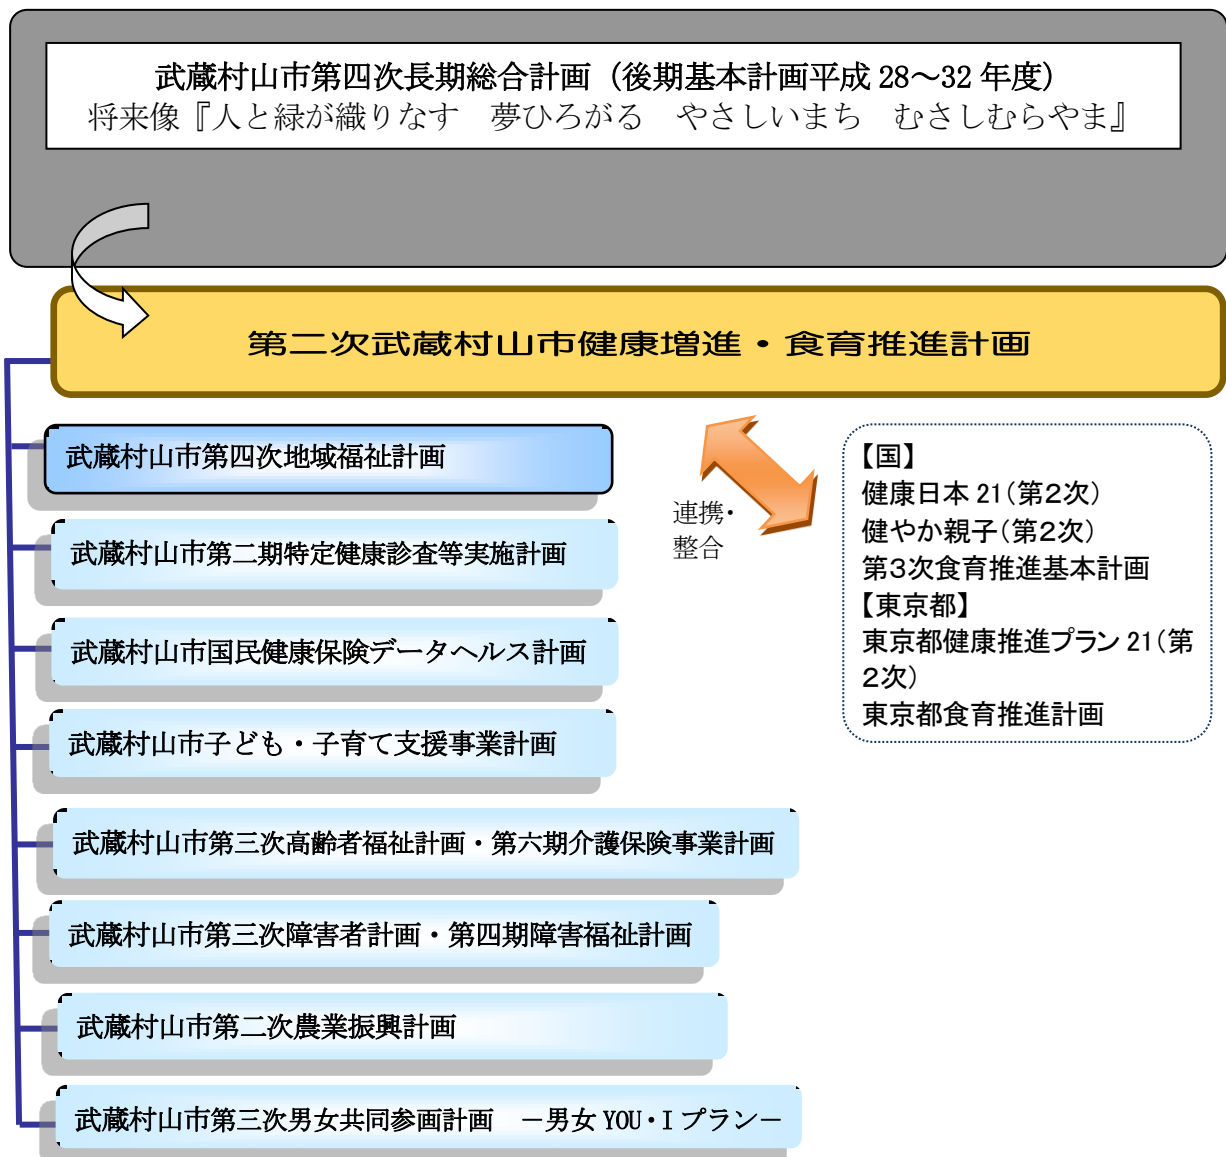 武蔵村山市第四次長期総合計画（後期基本計画平成 28～32 年度）
将来像『人と緑が織りなす　夢ひろがる　やさしいまち　むさしむらやま』
第二次武蔵村山市健康増進・食育推進計画
武蔵村山市第四次地域福祉計画
武蔵村山市第二期特定健康診査等実施計画
武蔵村山市国民健康保険データヘルス計画
武蔵村山市子ども・子育て支援事業計画
武蔵村山市第三次高齢者福祉計画・第六期介護保険事業計画
武蔵村山市第三次障害者計画・第四期障害福祉計画
武蔵村山市第二次農業振興計画
武蔵村山市第三次男女共同参画計画　－男女 YOU・I プラン－
連携・
整合
【国】
健康日本 21（第２次）
健やか親子（第２次）
第３次食育推進基本計画
【東京都】
東京都健康推進プラン 21（第
２次）
東京都食育推進計画